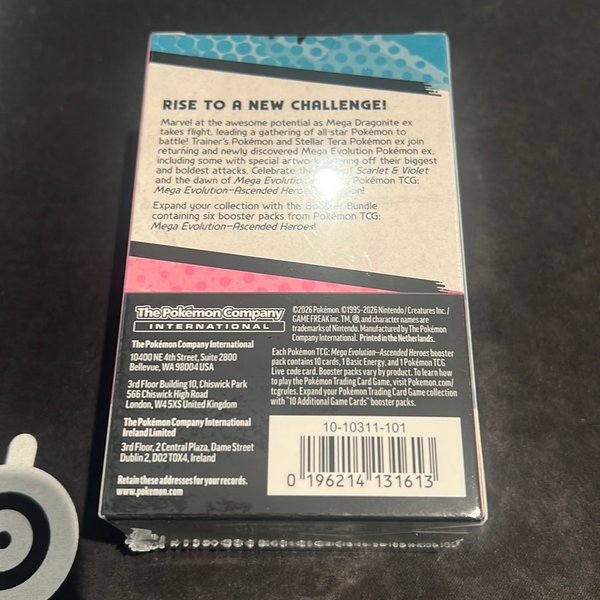 RISE TO A NEW CHALLENGE!
Marvel at the awesome potential as Mega Dragonite ex
takes flight, leading a gathering of all-star Pokémon to
battle! Trainer's Pokémon and Stellar Tera Pokémon ex join
returning and newly discovered Mega Evolution Pokémon ex,
including some with special artwork, off their biggest
and boldest attacks. Celebrate the of Scarlet & Violet
and the dawn of Mega Evolution Pokémon TCG:
Mega Evolution—Ascended Heroes
Expand your collection with this Booster Bundle
containing six booster packs from Pokémon TCG:
Mega Evolution—Ascended Heroes!
The Pokémon Company
INTERNATIONAL
The Pokémon Company International
10400 NE 4th Street, Suite 2800
Bellevue, WA 98004 USA
3rd Floor Building 10, Chiswick Park
566 Chiswick High Road
London, W4 5XS United Kingdom
The Pokémon Company International
Ireland Limited
3rd Floor, 2 Central Plaza, Dame Street
Dublin 2, D02 T0X4, Ireland
Retain these addresses for your records.
www.pokemon.com
©2026 Pokémon. ©1995-2026 Nintendo / Creatures Inc. /
GAME FREAK inc. TM, ®, and character names are
trademarks of Nintendo. Manufactured by The Pokémon
Company International. Printed in the Netherlands.
Each Pokémon TCG: Mega Evolution—Ascended Heroes booster
pack contains 10 cards, 1 Basic Energy, and 1 Pokémon TCG
Live code card. Booster packs vary by product. To learn how
to play the Pokémon Trading Card Game, visit Pokemon.com/
tcgrules. Expand your Pokémon Trading Card Game collection
with "10 Additional Game Cards" booster packs.
10-10311-101
0 196214 131613